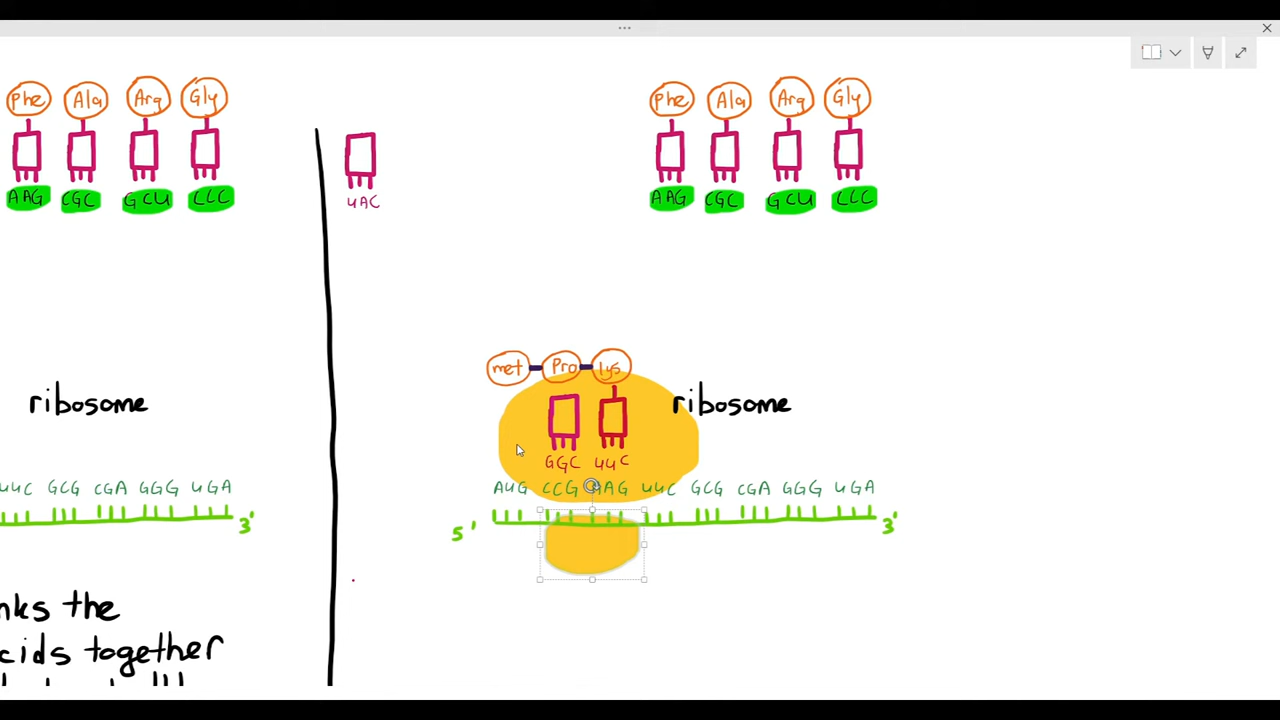 Phe Ala Arg Gly
AAG CGC GCU CCC
ribosome
UUC GCG CGA GGG UGA
3'
nks the
cids together
UAC
Phe Ala Arg Gly
AAG CGC GCU CCC
met Pro lys
ribosome
GGC UUC
AUG CCG AAG UUC GCG CGA GGG UGA
5' 3'